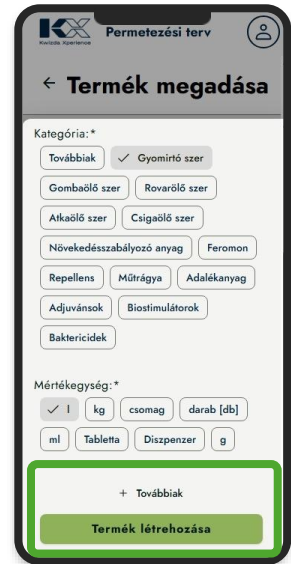 KX
Kwizda Xperience
Permetezési terv
← Termék megadása
Kategória:*
Továbbiak ✓ Gyomirtó szer
Gombaölő szer Rovarölő szer
Atkaölő szer Csigaölő szer
Növekedésszabályozó anyag Feromon
Repellens Műtrágya Adalékanyag
Adjuvánsok Biostimulátorok
Baktericidek
Mértékegység:*
✓ l kg csomag darab [db]
ml Tabletta Diszpenzer g
+ Továbbiak
Termék létrehozása